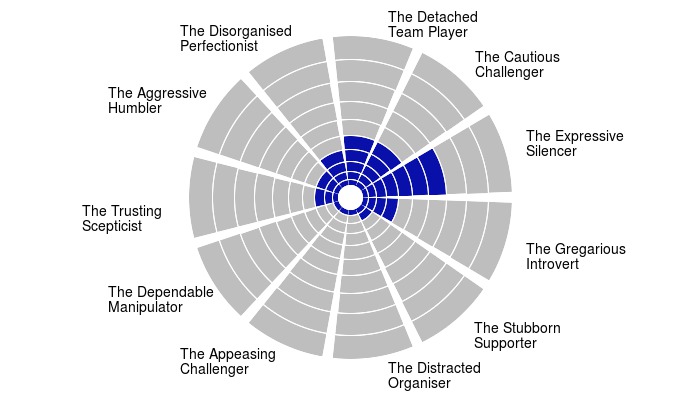 The Detached
Team Player
The Cautious
Challenger
The Expressive
Silencer
The Gregarious
Introvert
The Stubborn
Supporter
The Distracted
Organiser
The Appeasing
Challenger
The Dependable
Manipulator
The Trusting
Scepticist
The Aggressive
Humbler
The Disorganised
Perfectionist